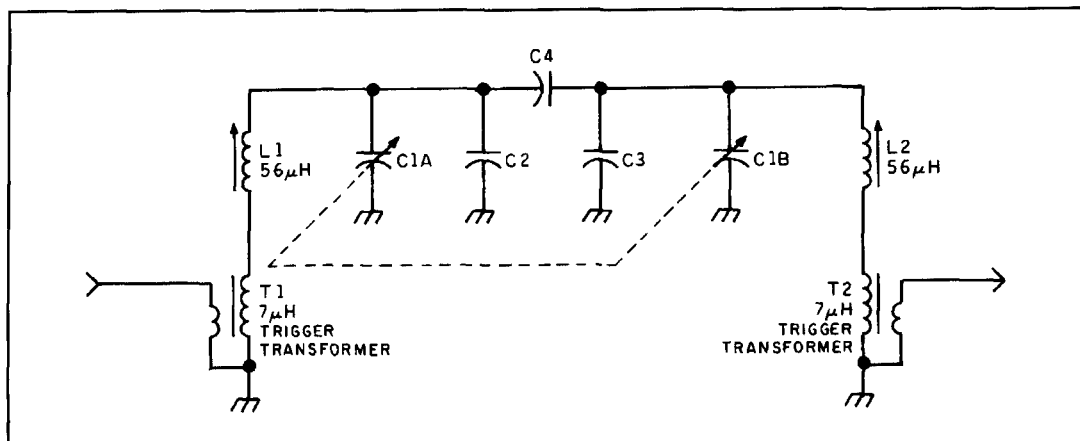 C4
L1
56µH
C1A
C2
C3
C1B
L2
56µH
T1
7µH
TRIGGER
TRANSFORMER
T2
7µH
TRIGGER
TRANSFORMER